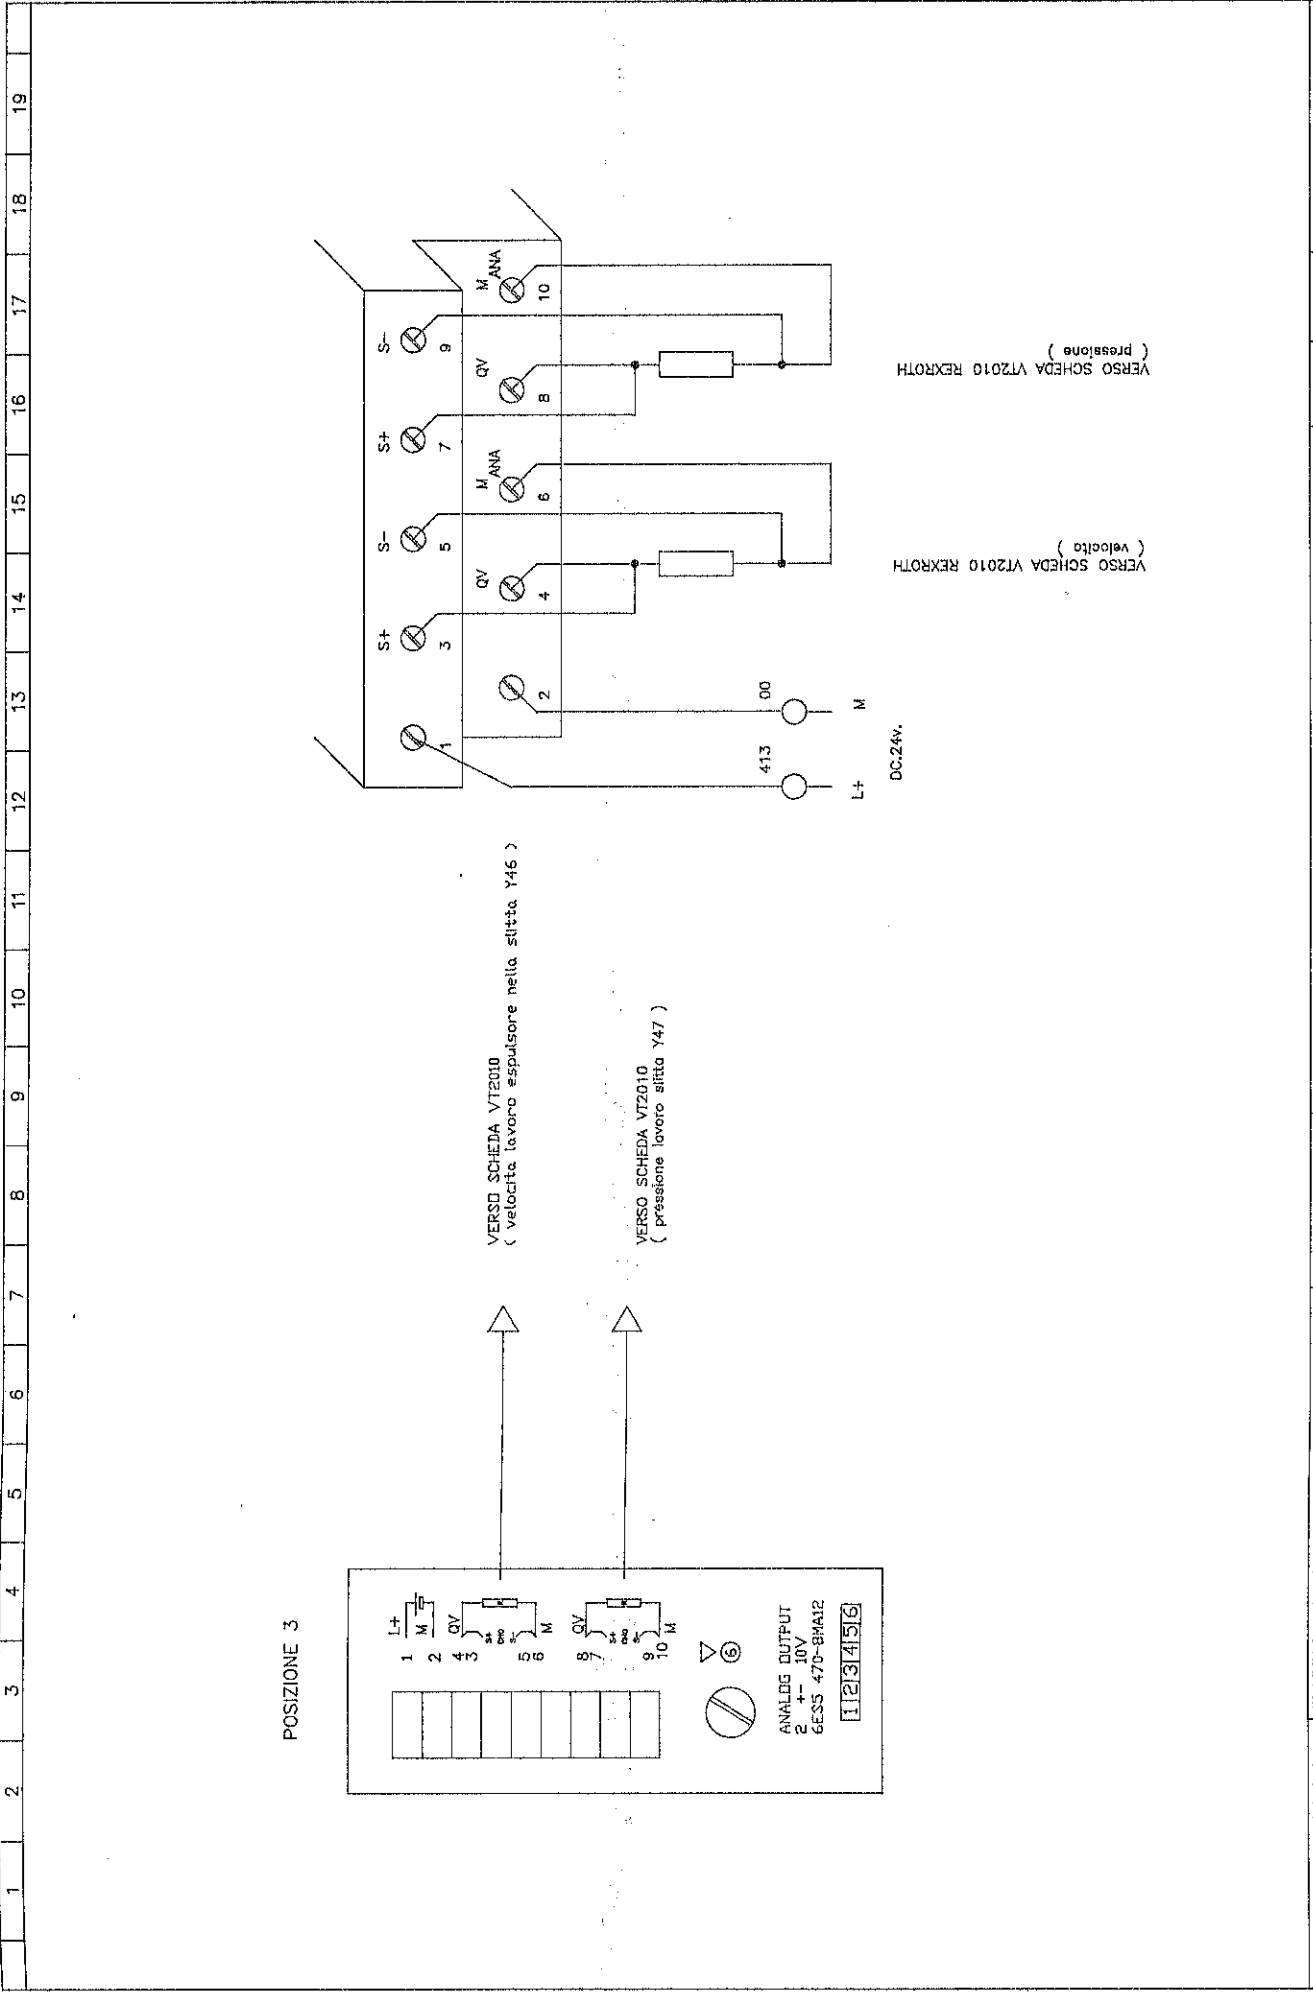 1 2 3 4 5 6 7 8 9 10 11 12 13 14 15 16 17 18 19
POSIZIONE 3
1 L+
2 M
4 QV
3 S+
CH0
5 S-
6 M
8 QV
7 S+
9 S-
10 M
6
ANALOG OUTPUT
2 +- 10V
6ES5 470-8MA12
1 2 3 4 5 6
VERSO SCHEDA VT2010
( velocita lavoro espulsore nella slitta Y46 )
VERSO SCHEDA VT2010
( pressione lavoro slitta Y47 )
S+ S- S+ S-
1 3 5 7 9
QV M ANA QV M ANA
2 4 6 8 10
413 00
L+ M
DC.24v.
VERSO SCHEDA VT2010 REXROTH
( velocita )
VERSO SCHEDA VT2010 REXROTH
( pressione )